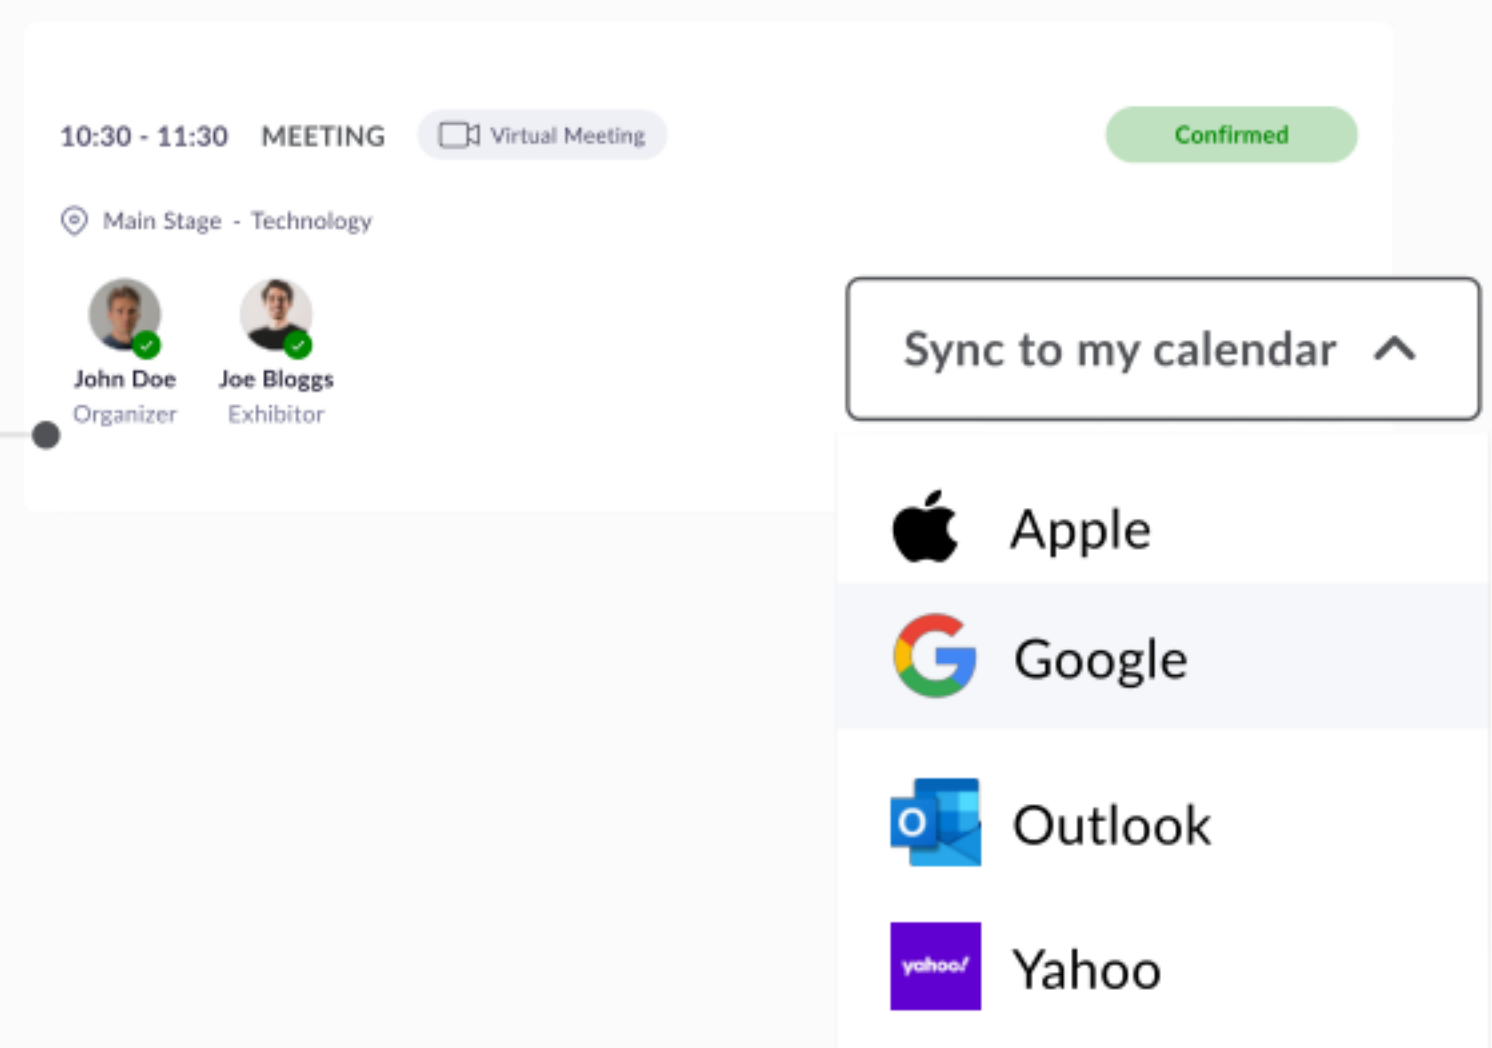 10:30 - 11:30 MEETING Virtual Meeting Confirmed
Main Stage - Technology
John Doe Joe Bloggs
Organizer Exhibitor
Sync to my calendar
Apple
Google
Outlook
yahoo! Yahoo